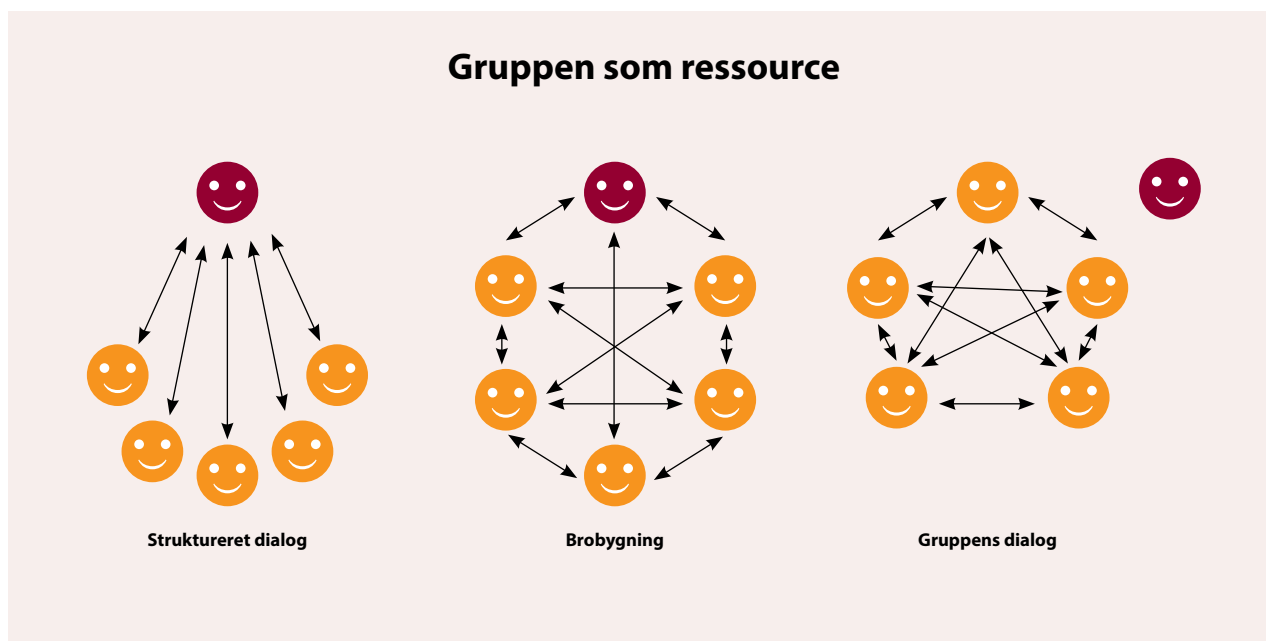 Gruppen som ressource
Struktureret dialog
Brobygning
Gruppens dialog